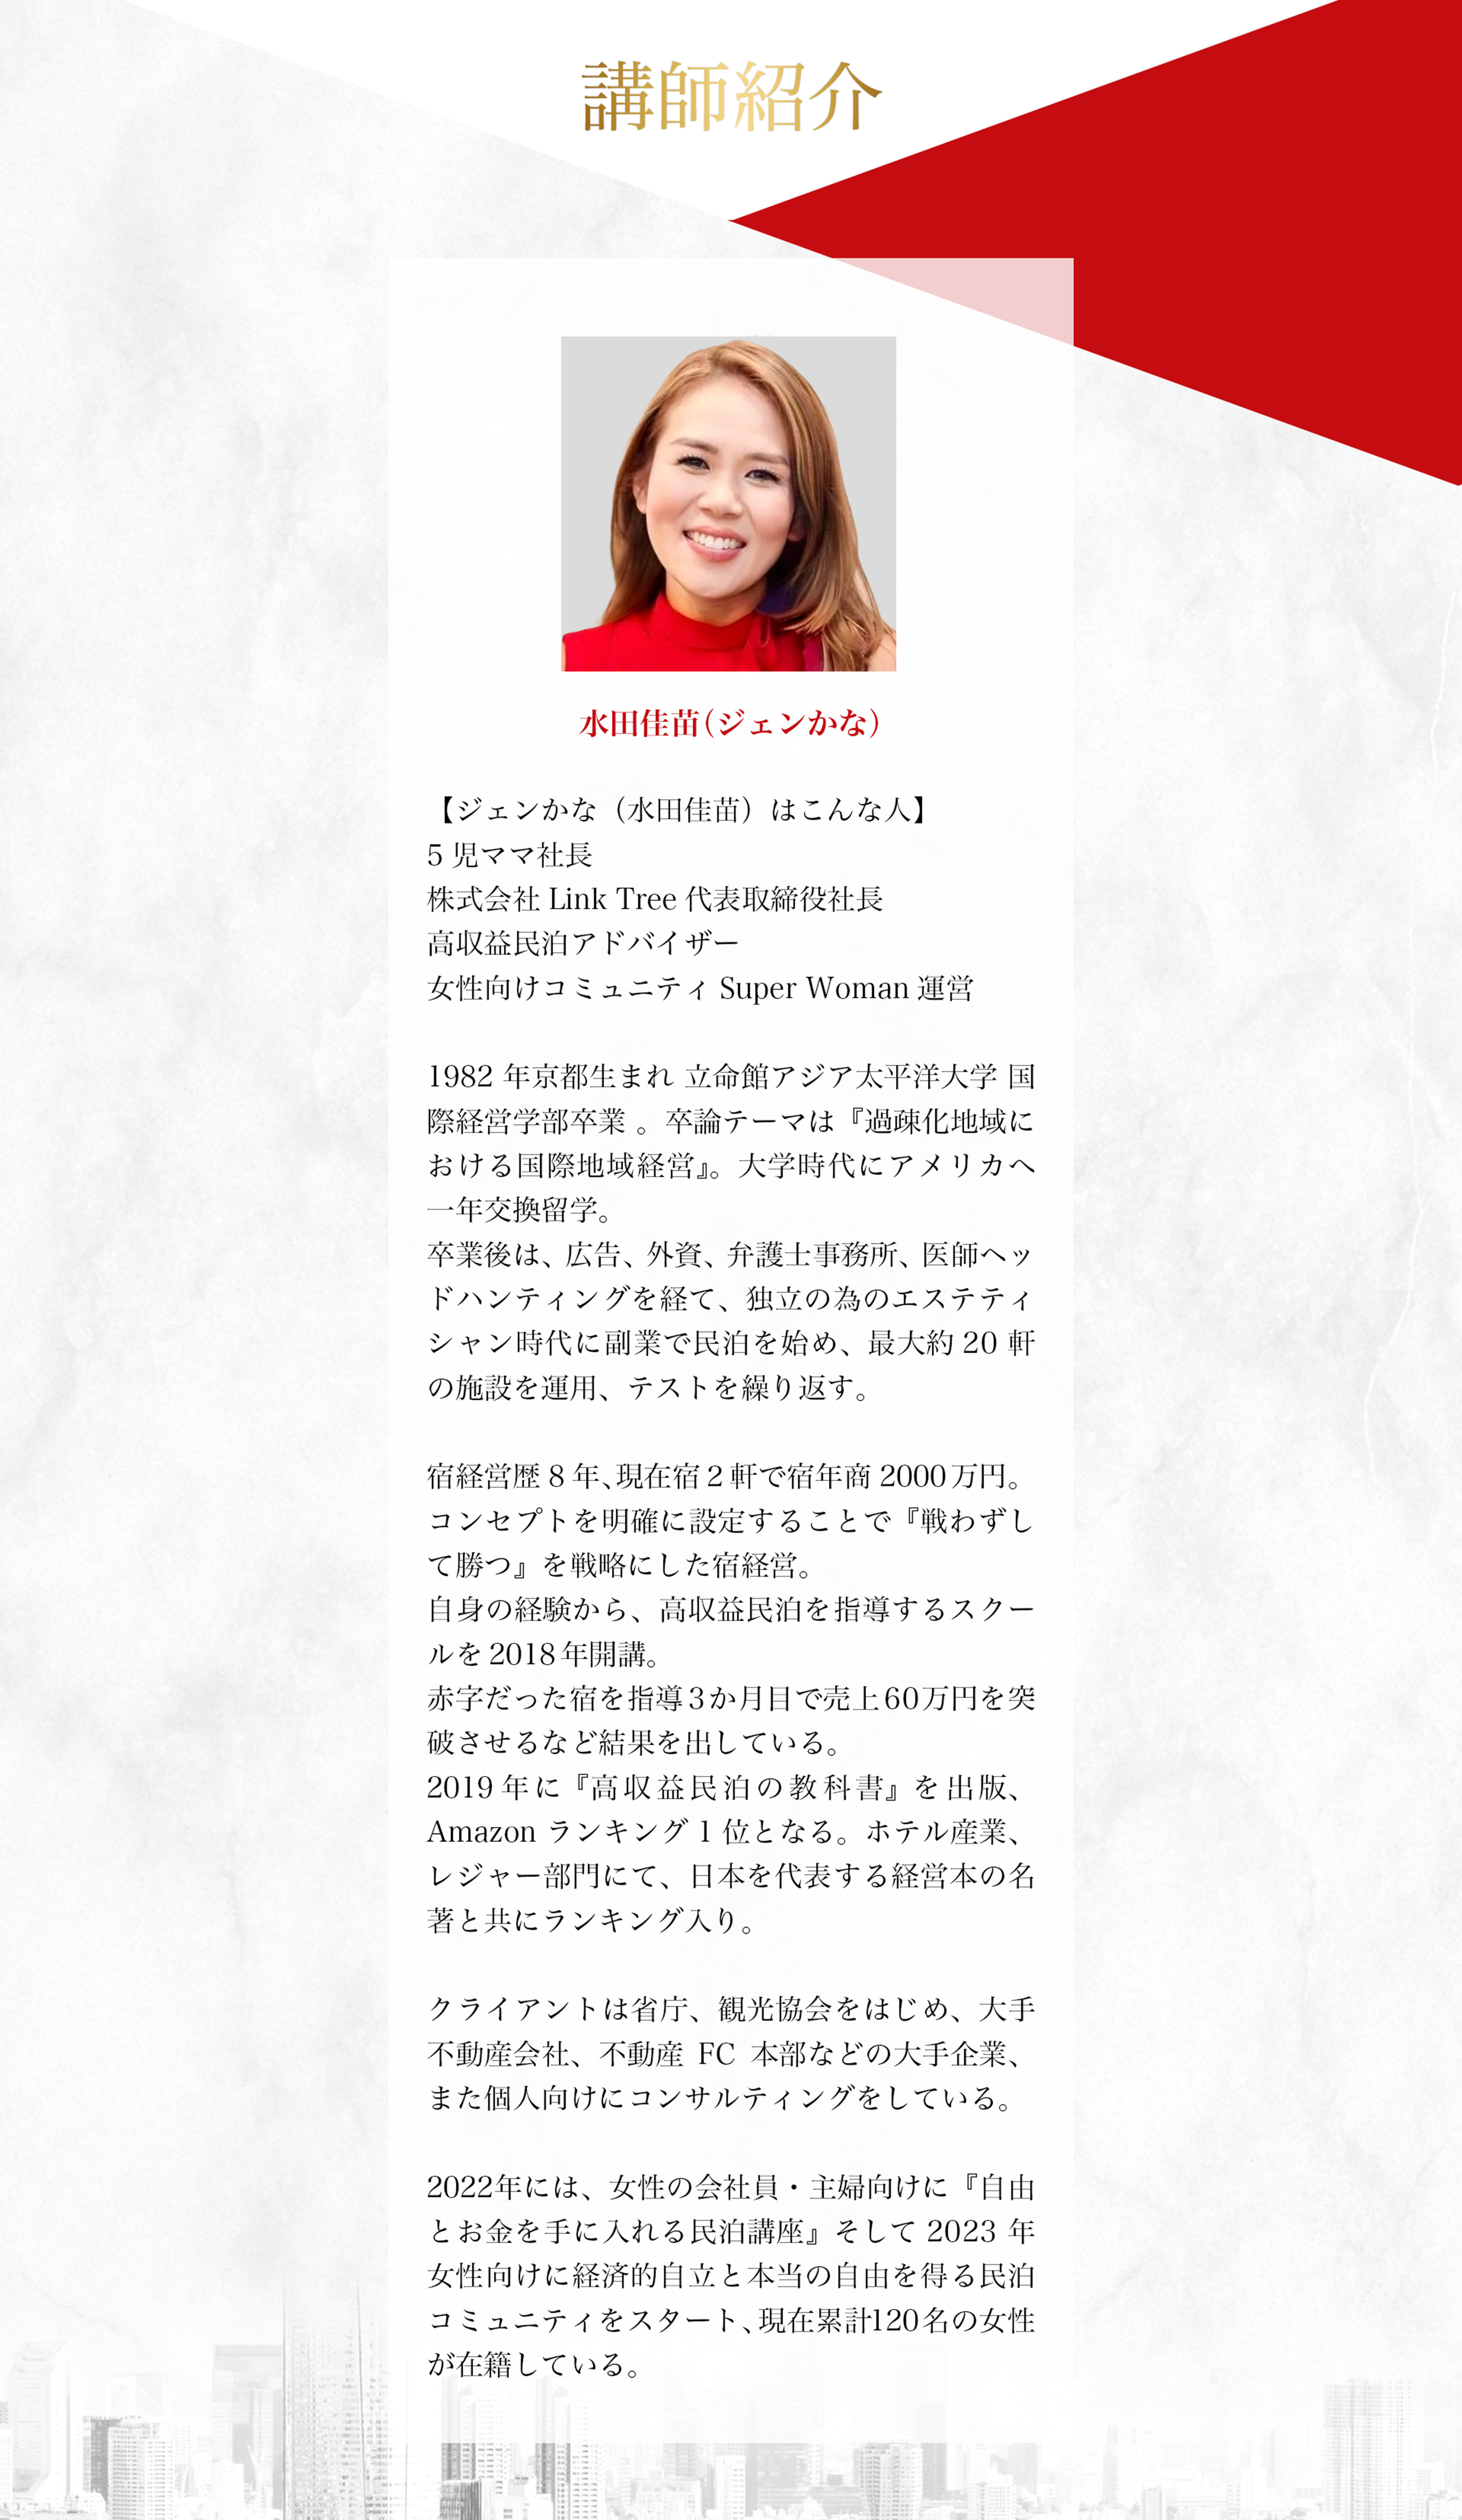 講師紹介
水田佳苗（ジェンかな）
【ジェンかな（水田佳苗）はこんな人】
5 児ママ社長
株式会社 Link Tree 代表取締役社長
高収益民泊アドバイザー
女性向けコミュニティ Super Woman 運営
1982 年京都生まれ 立命館アジア太平洋大学 国
際経営学部卒業 。卒論テーマは『過疎化地域に
おける国際地域経営』。大学時代にアメリカへ
一年交換留学。
卒業後は、広告、外資、弁護士事務所、医師ヘッ
ドハンティングを経て、独立の為のエステティ
シャン時代に副業で民泊を始め、最大約 20 軒
の施設を運用、テストを繰り返す。
宿経営歴 8 年、現在宿 2 軒で宿年商 2000 万円。
コンセプトを明確に設定することで『戦わずし
て勝つ』を戦略にした宿経営。
自身の経験から、高収益民泊を指導するスクー
ルを 2018 年開講。
赤字だった宿を指導3か月目で売上60万円を突
破させるなど結果を出している。
2019 年に『高収益民泊の教科書』を出版、
Amazon ランキング 1 位となる。ホテル産業、
レジャー部門にて、日本を代表する経営本の名
著と共にランキング入り。
クライアントは省庁、観光協会をはじめ、大手
不動産会社、不動産 FC 本部などの大手企業、
また個人向けにコンサルティングをしている。
2022年には、女性の会社員・主婦向けに『自由
とお金を手に入れる民泊講座』そして 2023 年
女性向けに経済的自立と本当の自由を得る民泊
コミュニティをスタート、現在累計120名の女性
が在籍している。